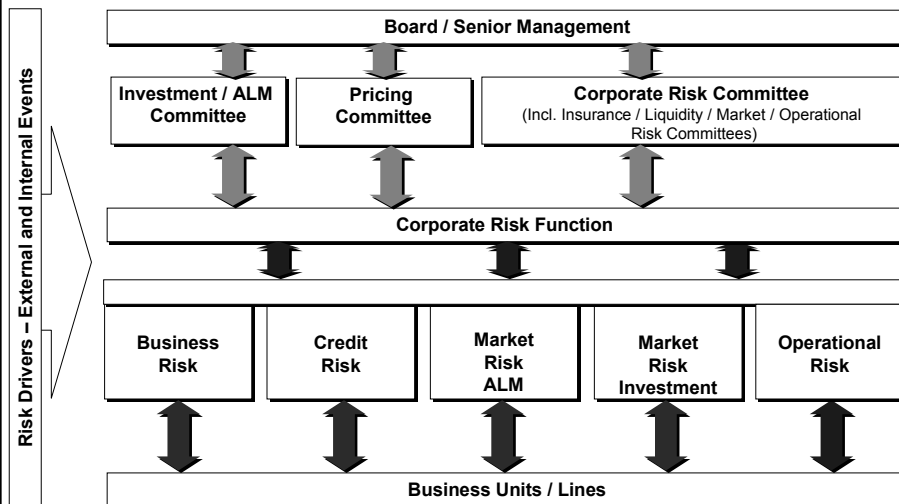 Risk Drivers – External and Internal Events
Board / Senior Management
Investment / ALM
Committee
Pricing
Committee
Corporate Risk Committee
(Incl. Insurance / Liquidity / Market / Operational
Risk Committees)
Corporate Risk Function
Business
Risk
Credit
Risk
Market
Risk
ALM
Market
Risk
Investment
Operational
Risk
Business Units / Lines